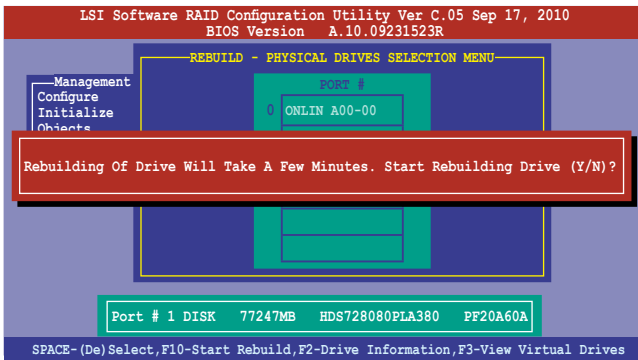 LSI Software RAID Configuration Utility Ver C.05 Sep 17, 2010
BIOS Version A.10.09231523R
REBUILD - PHYSICAL DRIVES SELECTION MENU
Management
PORT #
Configure
Initialize
0 ONLIN A00-00
Objects
Rebuilding Of Drive Will Take A Few Minutes. Start Rebuilding Drive (Y/N)?
Port # 1 DISK 77247MB HDS728080PLA380 PF20A60A
SPACE-(De)Select,F10-Start Rebuild,F2-Drive Information,F3-View Virtual Drives